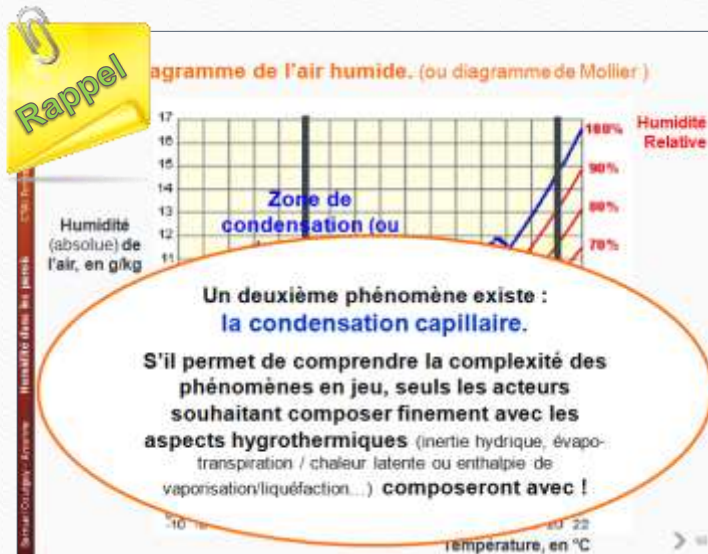 Rappel
agramme de l'air humide. (ou diagramme de Mollier )
17
16
15
14
13
12
11
Humidité
(absolue) de
l'air, en g/kg
Zone de
condensation (ou
100%
90%
80%
70%
Humidité
Relative
Un deuxième phénomène existe :
la condensation capillaire.
S'il permet de comprendre la complexité des
phénomènes en jeu, seuls les acteurs
souhaitant composer finement avec les
aspects hygrothermiques (inertie hydrique, évapo-
transpiration / chaleur latente ou enthalpie de
vaporisation/liquéfaction...) composeront avec !
-10
20 22
Température, en °C
Humidité dans les parois